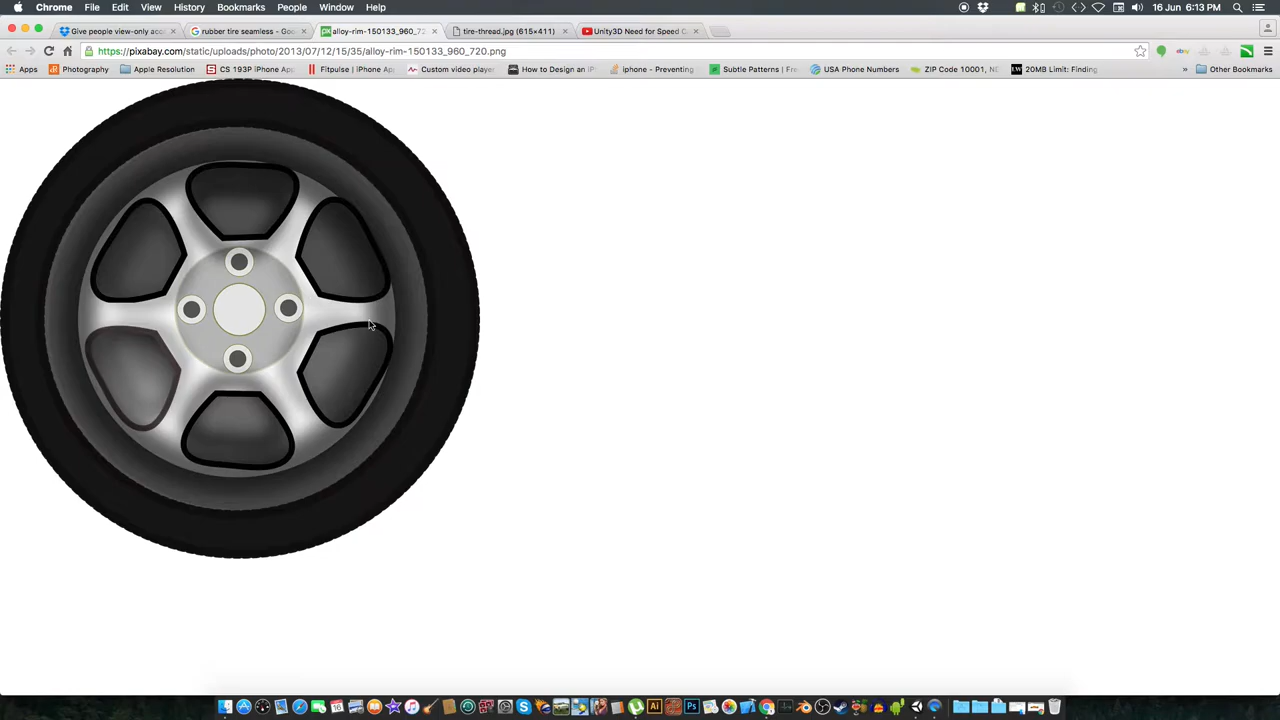 Chrome File Edit View History Bookmarks People Window Help 16 Jun 6:13 PM
Give people view-only acc rubber tire seamless - Goo alloy-rim-150133_960_72 tire-thread.jpg (615×411) Unity3D Need for Speed C
https://pixabay.com/static/uploads/photo/2013/07/12/15/35/alloy-rim-150133_960_720.png
Apps Photography Apple Resolution CS 193P iPhone Ap Fitpulse | iPhone Ap Custom video player How to Design an iP iphone - Preventing Subtle Patterns | Fre USA Phone Numbers ZIP Code 10001, N 20MB Limit: Finding » Other Bookmarks